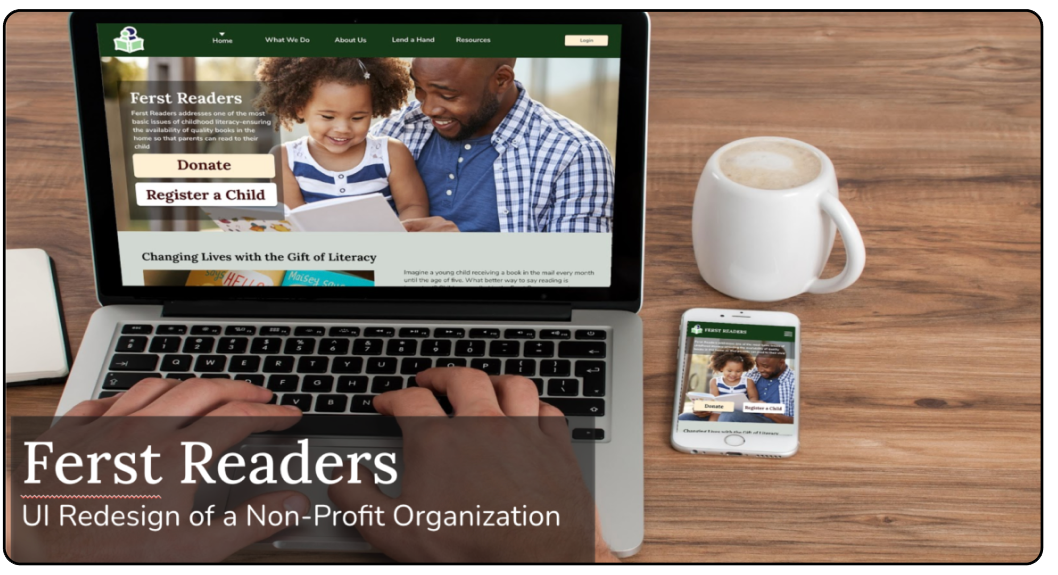 Home
What We Do
About Us
Lend a Hand
Resources
Login
Ferst Readers
Ferst Readers addresses one of the most
basic issues of childhood literacy-ensuring
the availability of quality books in the
home so that parents can read to their
child
Donate
Register a Child
Changing Lives with the Gift of Literacy
Imagine a young child receiving a book in the mail every month
until the age of five. What better way to say reading is
HELLO
Maisey
FERST READERS
Donate
Register a Child
Changing Lives with the Gift of Literacy
Q W E R T Y U O P
F G H J
V B N
Ferst Readers
UI Redesign of a Non-Profit Organization